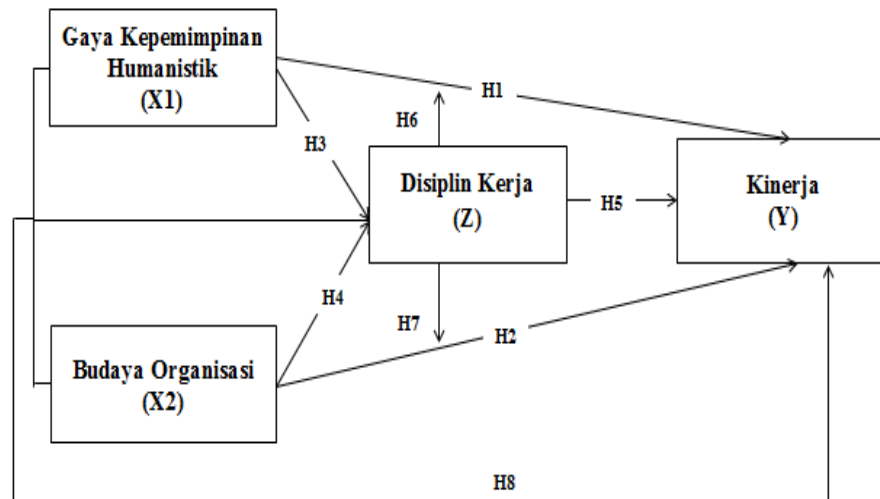 Gaya Kepemimpinan
Humanistik
(X1)
H1
H6
H3
Disiplin Kerja
(Z)
H5
Kinerja
(Y)
H4
H7
H2
Budaya Organisasi
(X2)
H8